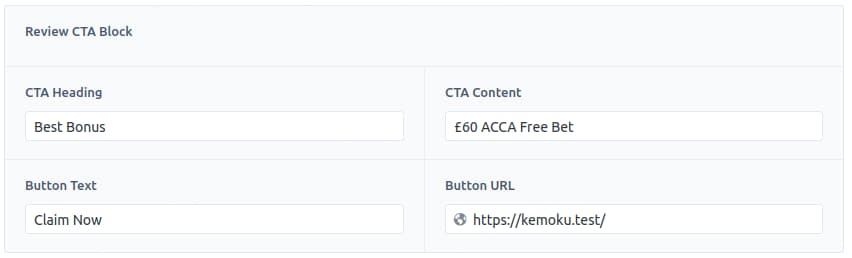 Review CTA Block
CTA Heading
CTA Content
Best Bonus
£60 ACCA Free Bet
Button Text
Button URL
Claim Now
https://kemoku.test/